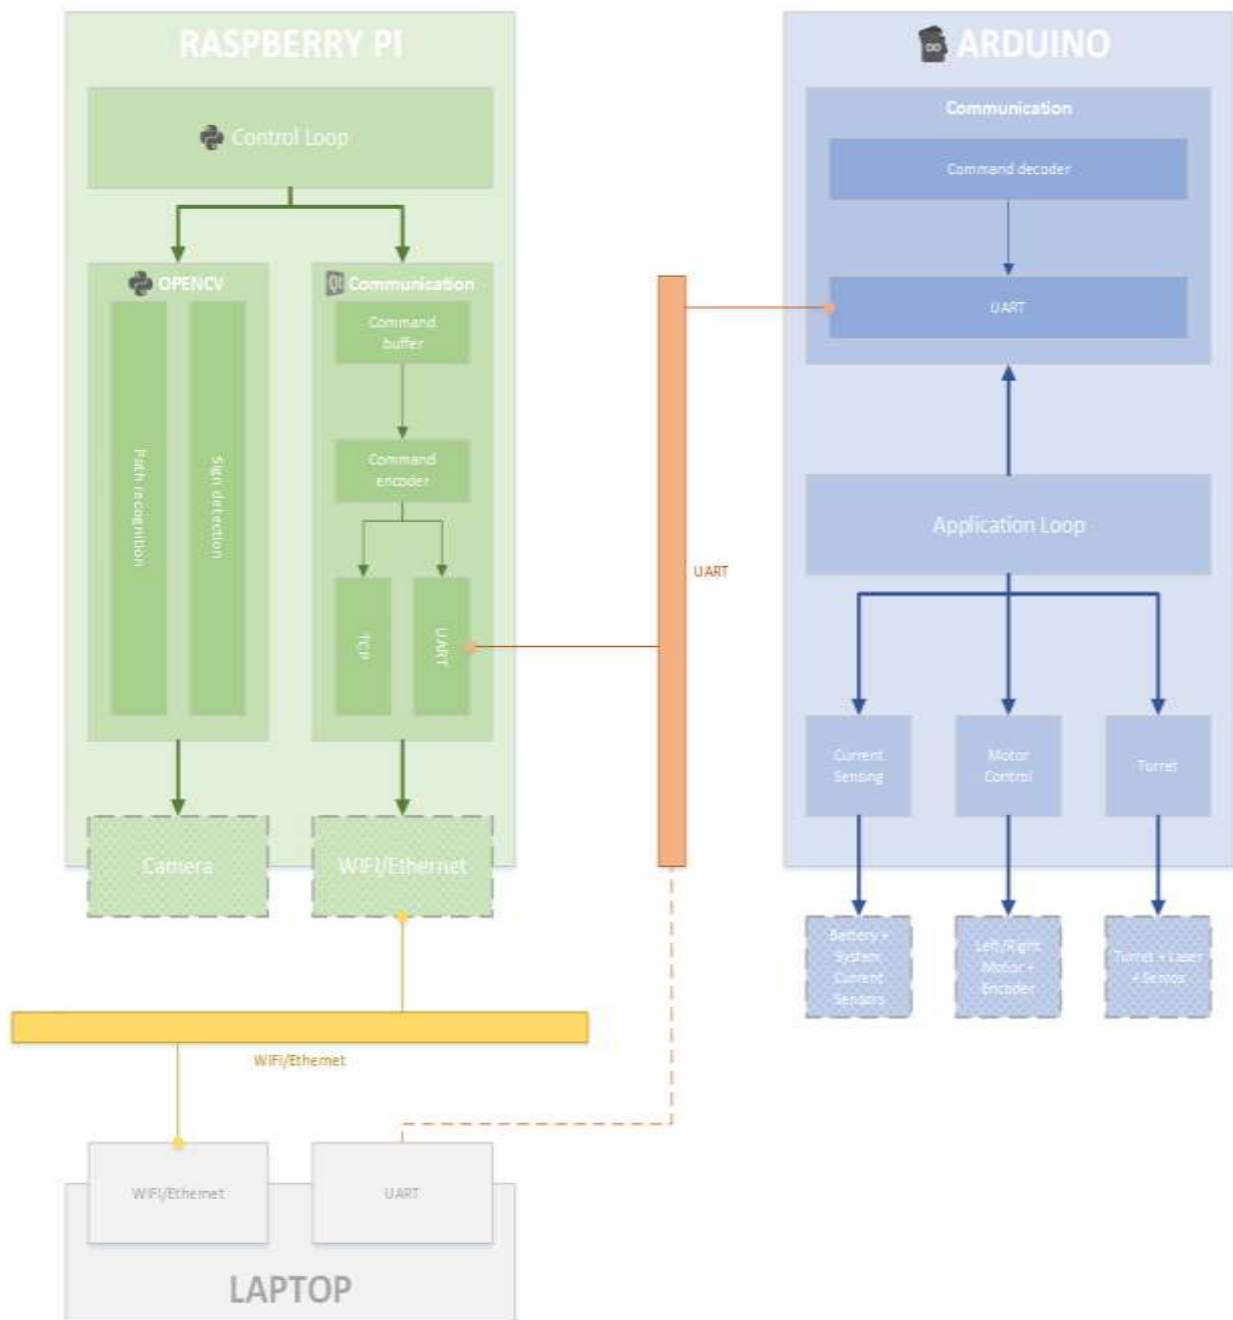 RASPBERRY PI
Control Loop
OPENCV
Path recognition
Sign detection
Qt Communication
Command
buffer
Command
encoder
TCP
UART
Camera
WIFI/Ethernet
UART
ARDUINO
Communication
Command decoder
UART
Application Loop
Current
Sensing
Motor
Control
Turret
Battery +
System
Current
Sensors
Left/Right
Motor +
Encoder
Turret + Laser
+ Servos
WIFI/Ethernet
WIFI/Ethernet
UART
LAPTOP